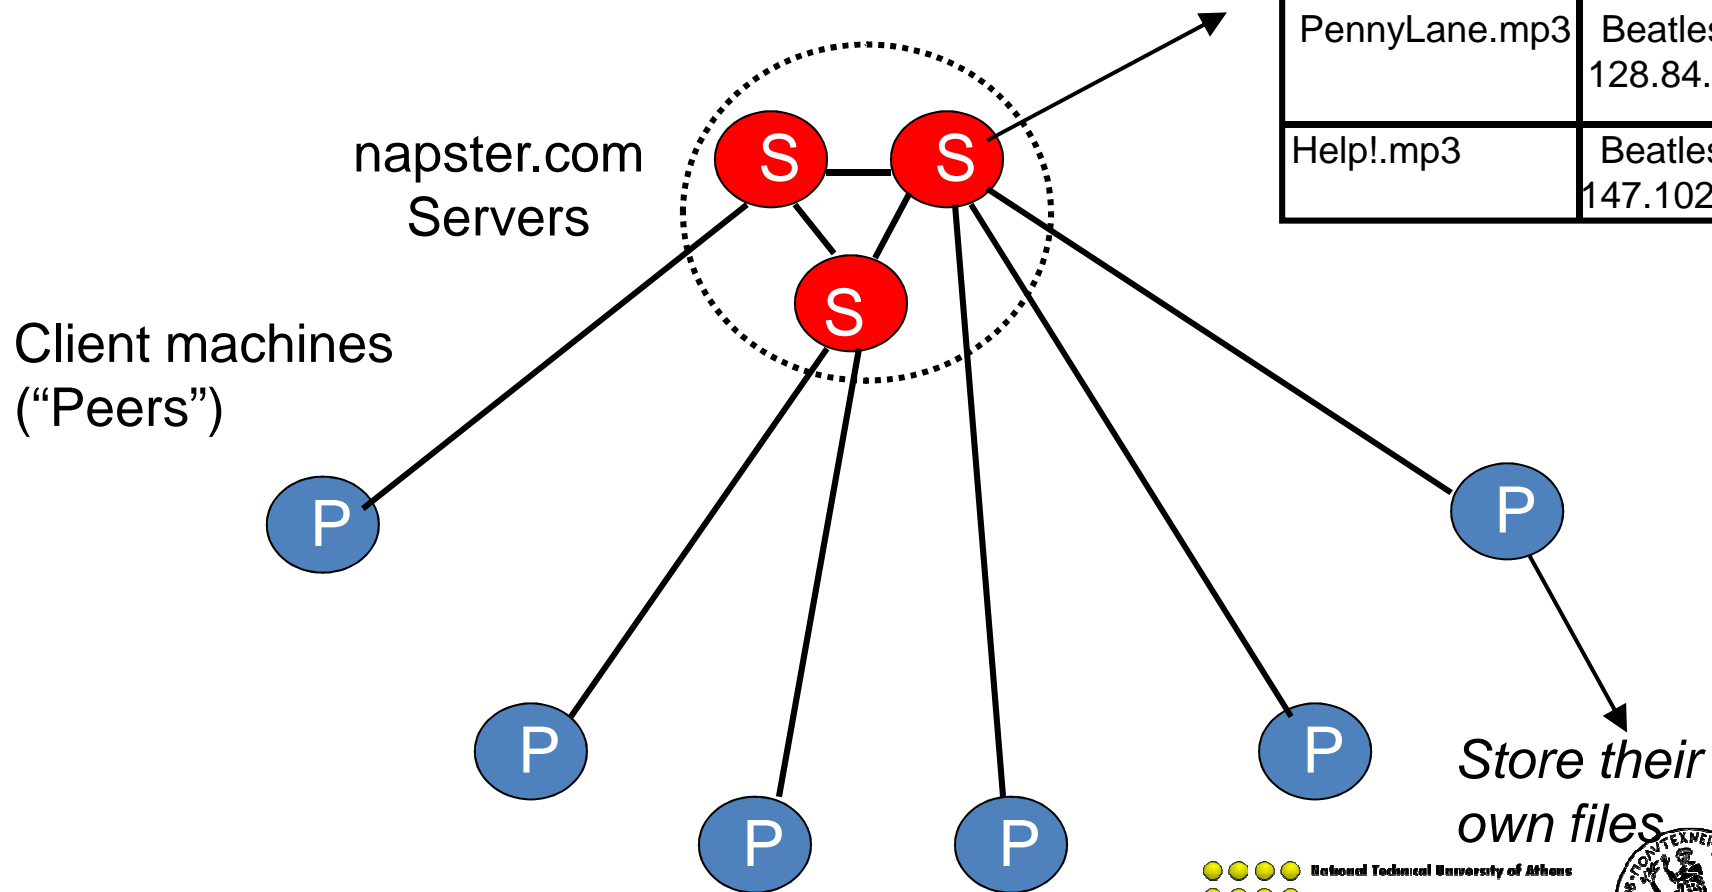 PennyLane.mp3
Beatles
128.84.
napster.com
Servers
S
S
S
Help!.mp3
Beatles
147.102
Client machines
(“Peers”)
P
P
P
P
P
P
Store their
own files
National Technical University of Athens